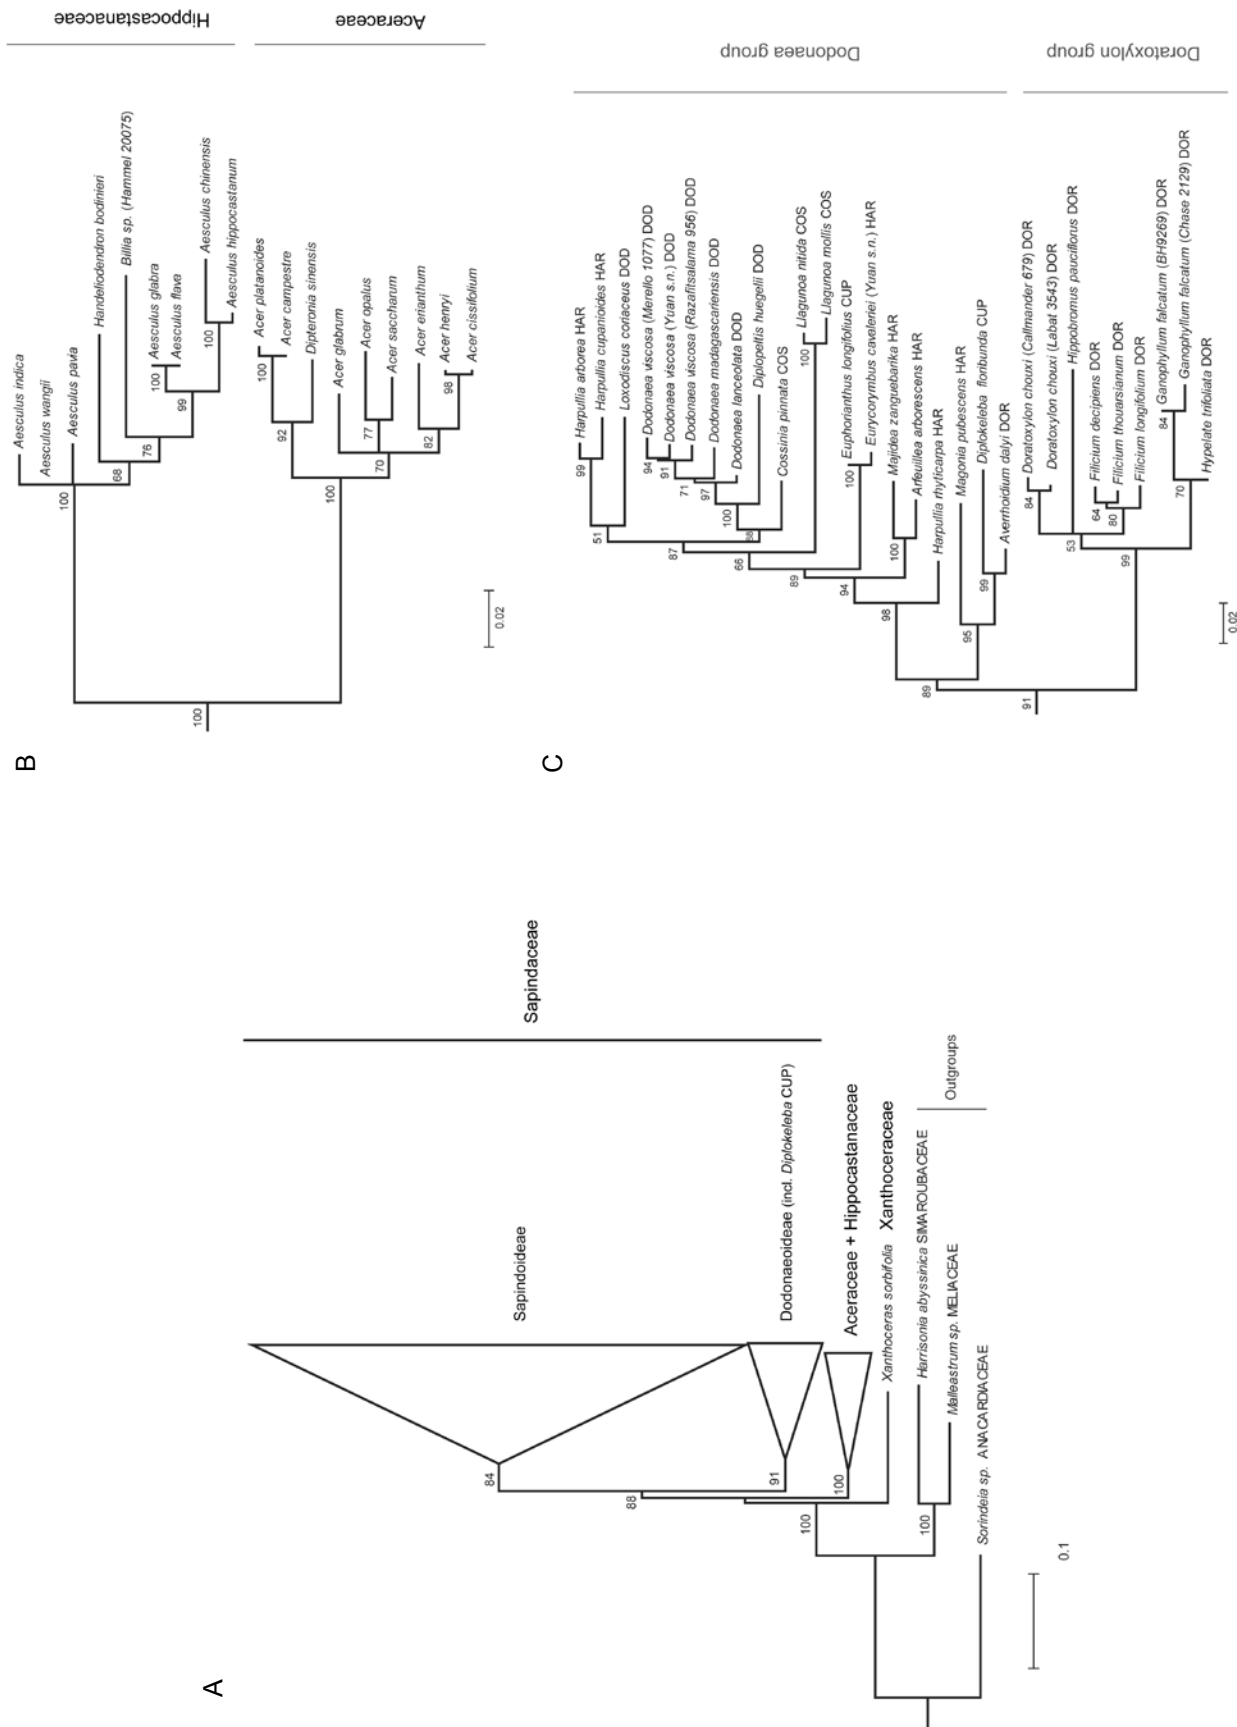 A
Sapindoideae
Sapindaceae
84
88
Dodonaeoideae (incl. Diplokeleba CUP)
91
Aceraceae + Hippocastanaceae
100
Xanthoceras sorbifolia Xanthoceraceae
100
Harrisonia abyssinica SIMAROUBACEAE
100
Malleastrum sp. MELIACEAE
Outgroups
Sorindeia sp. ANACARDIACEAE
0.1
B
Aesculus indica
Aesculus wangii
Aesculus pavia
100
Handeliodendron bodinieri
68
Billia sp. (Hammel 20075)
76
Aesculus glabra
100
Aesculus flava
99
Aesculus chinensis
100
Aesculus hippocastanum
Hippocastanaceae
100
Acer platanoides
100
Acer campestre
92
Dipteronia sinensis
100
Acer glabrum
Acer opalus
77
Acer saccharum
70
Acer erianthum
82
Acer henryi
98
Acer cissifolium
Aceraceae
0.02
C
Harpullia arborea HAR
99
Harpullia cupanioides HAR
51
Loxodiscus coriaceus DOD
87
Dodonaea viscosa (Merello 1077) DOD
94
Dodonaea viscosa (Yuan s.n.) DOD
91
Dodonaea viscosa (Razafitsalama 956) DOD
71
Dodonaea madagascariensis DOD
97
Dodonaea lanceolata DOD
100
Diplopeltis huegelii DOD
88
Cossinia pinnata COS
66
Llagunoa nitida COS
100
Llagunoa mollis COS
89
Euphorianthus longifolius CUP
100
Eurycorymbus cavaleriei (Yuan s.n.) HAR
94
Majidea zanguebarika HAR
100
Arfeuillea arborescens HAR
98
Harpullia rhyticarpa HAR
89
Magonia pubescens HAR
95
Diplokeleba floribunda CUP
99
Averrhoidium dalyi DOR
Dodonaea group
91
Doratoxylon chouxi (Callmander 679) DOR
84
Doratoxylon chouxi (Labat 3543) DOR
Hippobromus pauciflorus DOR
53
Filicium decipiens DOR
64
Filicium thouarsianum DOR
80
Filicium longifolium DOR
99
Ganophyllum falcatum (BH9269) DOR
84
Ganophyllum falcatum (Chase 2129) DOR
70
Hypelate trifoliata DOR
Doratoxylon group
0.02